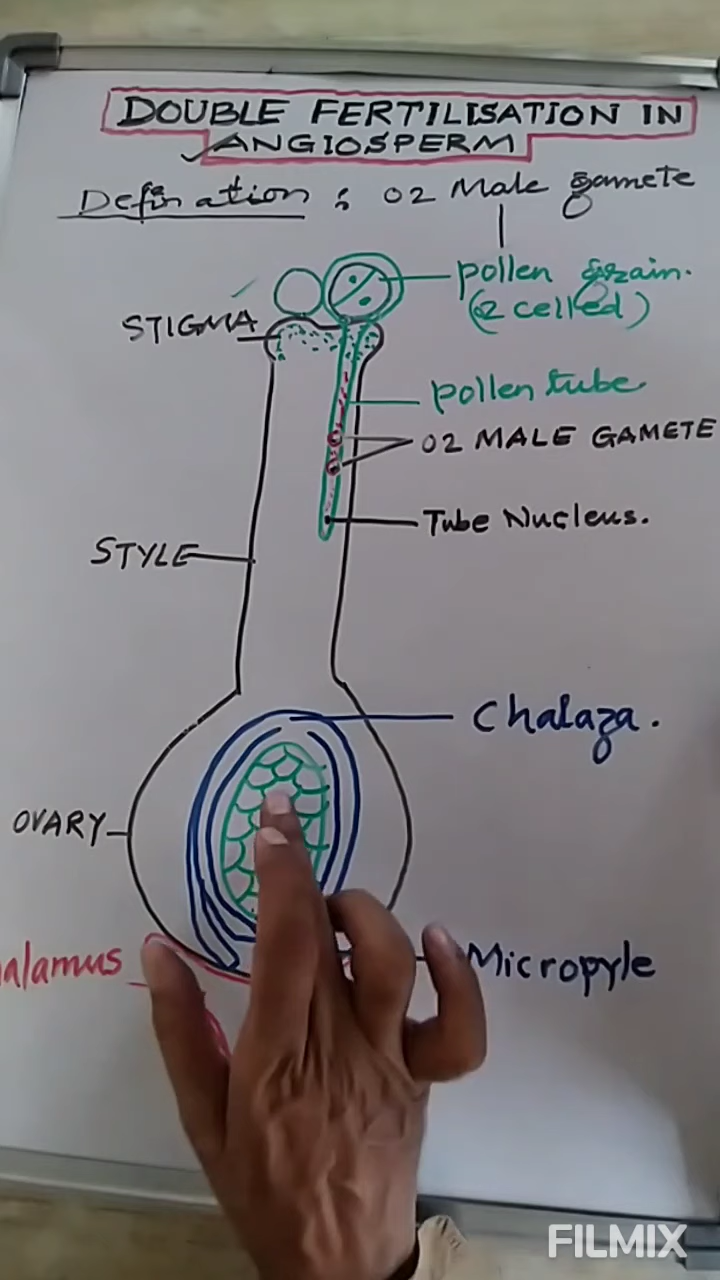 DOUBLE FERTILISATION IN
ANGIOSPERM
Defination : 02 Male gamete
pollen grain.
(2 celled)
STIGMA
pollen tube
02 MALE GAMETE
Tube Nucleus.
STYLE
Chalaza.
OVARY
alamus
Micropyle
FILMIX